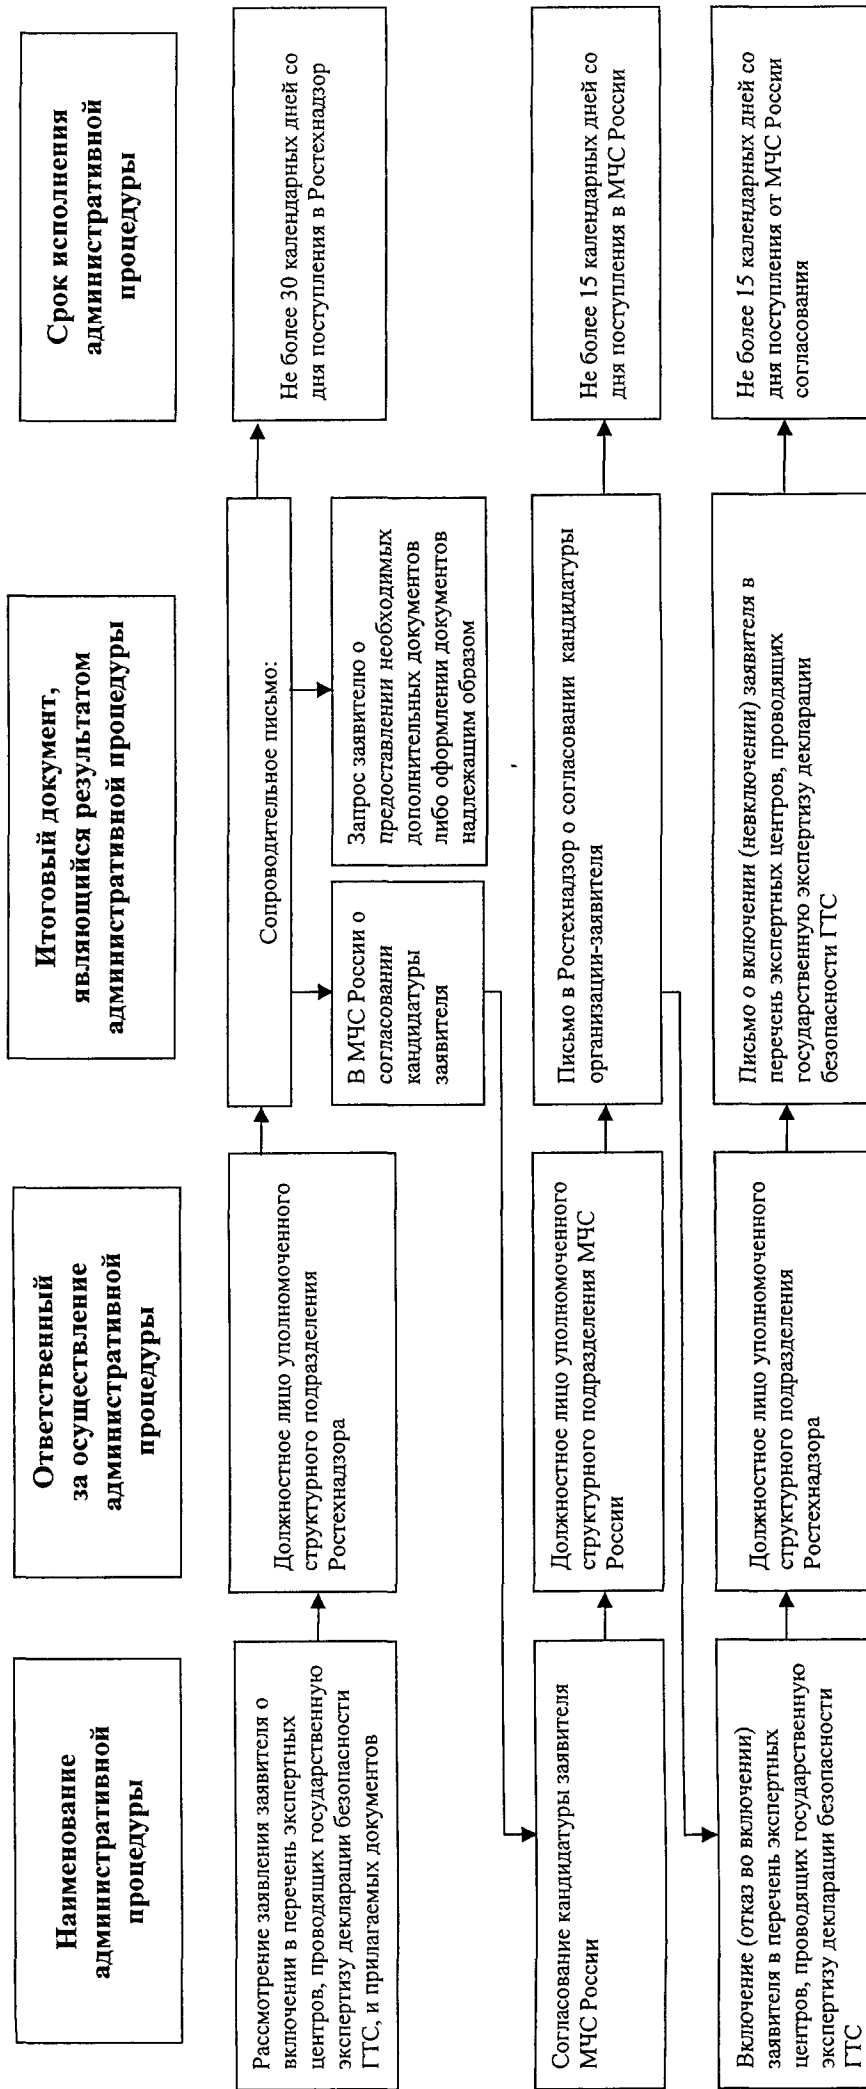 Наименование
административной
процедуры
Ответственный
за осуществление
административной
процедуры
Итоговый документ,
являющийся результатом
административной процедуры
Срок исполнения
административной
процедуры
Рассмотрение заявления заявителя о
включении в перечень экспертных
центров, проводящих государственную
экспертизу декларации безопасности
ГТС, и прилагаемых документов
Должностное лицо уполномоченного
структурного подразделения
Ростехнадзора
Сопроводительное письмо:
В МЧС России о
согласовании
кандидатуры
заявителя
Запрос заявителю о
предоставлении необходимых
дополнительных документов
либо оформлении документов
надлежащим образом
Не более 30 календарных дней со
дня поступления в Ростехнадзор
Согласование кандидатуры заявителя
МЧС России
Должностное лицо уполномоченного
структурного подразделения МЧС
России
Письмо в Ростехнадзор о согласовании кандидатуры
организации-заявителя
Не более 15 календарных дней со
дня поступления в МЧС России
Включение (отказ во включении)
заявителя в перечень экспертных
центров, проводящих государственную
экспертизу декларации безопасности
ГТС
Должностное лицо уполномоченного
структурного подразделения
Ростехнадзора
Письмо о включении (невключении) заявителя в
перечень экспертных центров, проводящих
государственную экспертизу декларации
безопасности ГТС
Не более 15 календарных дней со
дня поступления от МЧС России
согласования